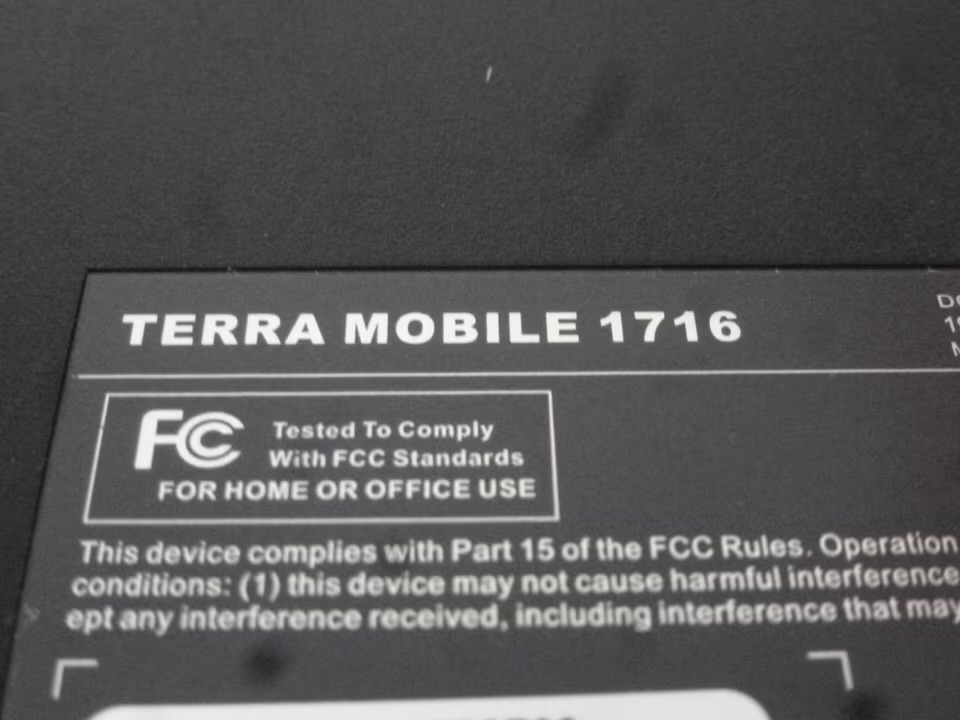 TERRA MOBILE 1716
FC
Tested To Comply
With FCC Standards
FOR HOME OR OFFICE USE
This device complies with Part 15 of the FCC Rules. Operation
conditions: (1) this device may not cause harmful interference
ept any interference received, including interference that may